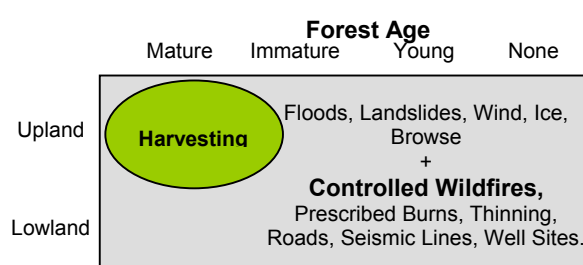 Forest Age
Mature Immature Young None
Upland
Harvesting
Floods, Landslides, Wind, Ice,
Browse
+
Controlled Wildfires,
Prescribed Burns, Thinning,
Lowland
Roads, Seismic Lines, Well Sites.